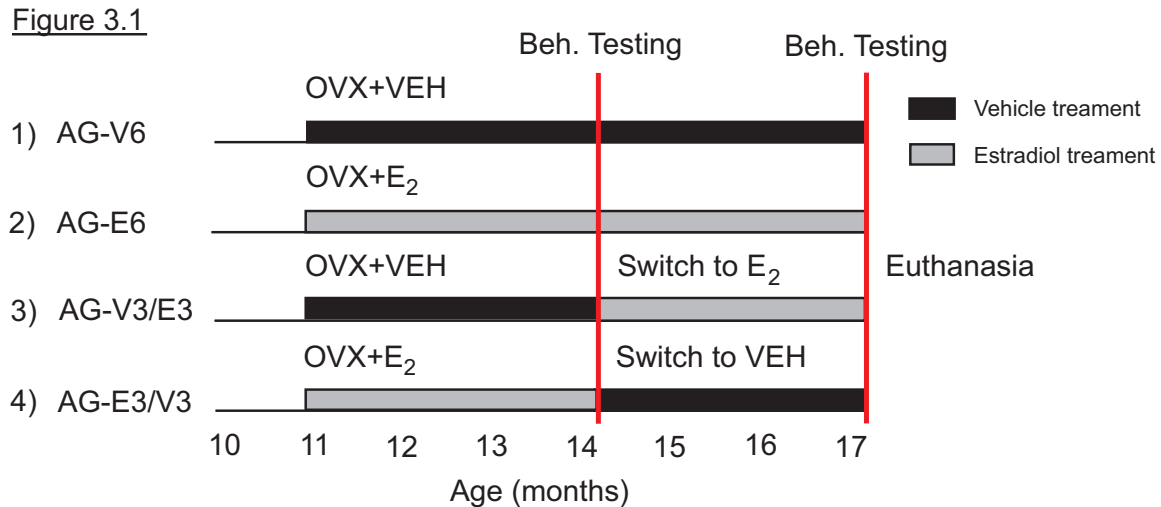 Figure 3.1
Beh. Testing
Beh. Testing
OVX+VEH
Vehicle treament
1) AG-V6
Estradiol treament
OVX+E₂
2) AG-E6
OVX+VEH
Switch to E₂
Euthanasia
3) AG-V3/E3
OVX+E₂
Switch to VEH
4) AG-E3/V3
10 11 12 13 14 15 16 17
Age (months)